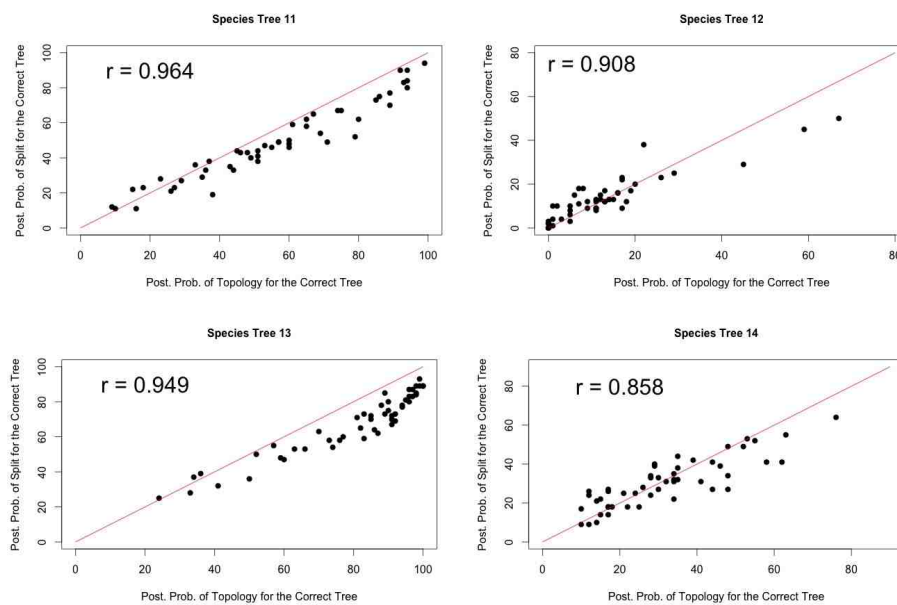 Species Tree 11
Species Tree 12
r = 0.964
r = 0.908
Post. Prob. of Split for the Correct Tree
0 20 40 60 80 100
Post. Prob. of Split for the Correct Tree
0 20 40 60 80
0 20 40 60 80 100
0 20 40 60 80
Post. Prob. of Topology for the Correct Tree
Post. Prob. of Topology for the Correct Tree
Species Tree 13
Species Tree 14
r = 0.949
r = 0.858
Post. Prob. of Split for the Correct Tree
0 20 40 60 80 100
Post. Prob. of Split for the Correct Tree
0 20 40 60 80
0 20 40 60 80 100
0 20 40 60 80
Post. Prob. of Topology for the Correct Tree
Post. Prob. of Topology for the Correct Tree